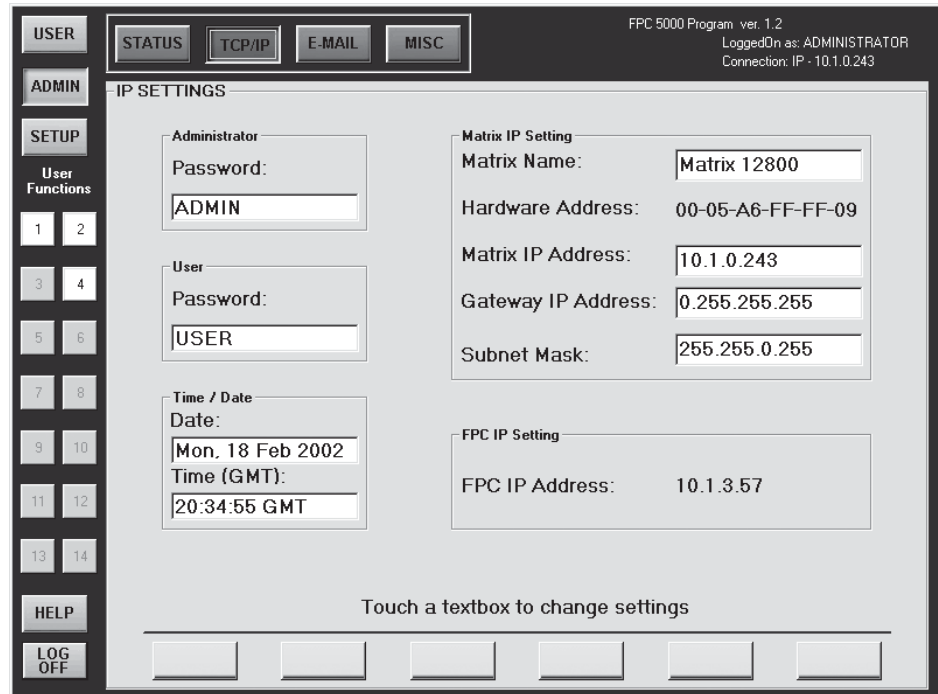 USER
STATUS
TCP/IP
E-MAIL
MISC
FPC 5000 Program ver. 1.2
LoggedOn as: ADMINISTRATOR
Connection: IP - 10.1.0.243
ADMIN
SETUP
User
Functions
1 2
3 4
5 6
7 8
9 10
11 12
13 14
HELP
LOG
OFF
IP SETTINGS
Administrator
Password:
ADMIN
User
Password:
USER
Time / Date
Date:
Mon, 18 Feb 2002
Time (GMT):
20:34:55 GMT
Matrix IP Setting
Matrix Name: Matrix 12800
Hardware Address: 00-05-A6-FF-FF-09
Matrix IP Address: 10.1.0.243
Gateway IP Address: 0.255.255.255
Subnet Mask: 255.255.0.255
FPC IP Setting
FPC IP Address: 10.1.3.57
Touch a textbox to change settings